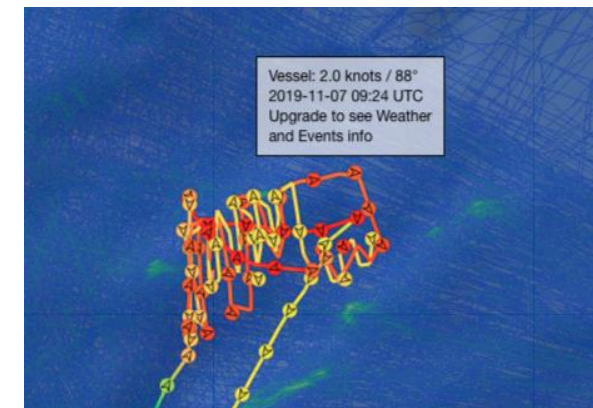 Vessel: 2.0 knots / 88°
2019-11-07 09:24 UTC
Upgrade to see Weather
and Events info